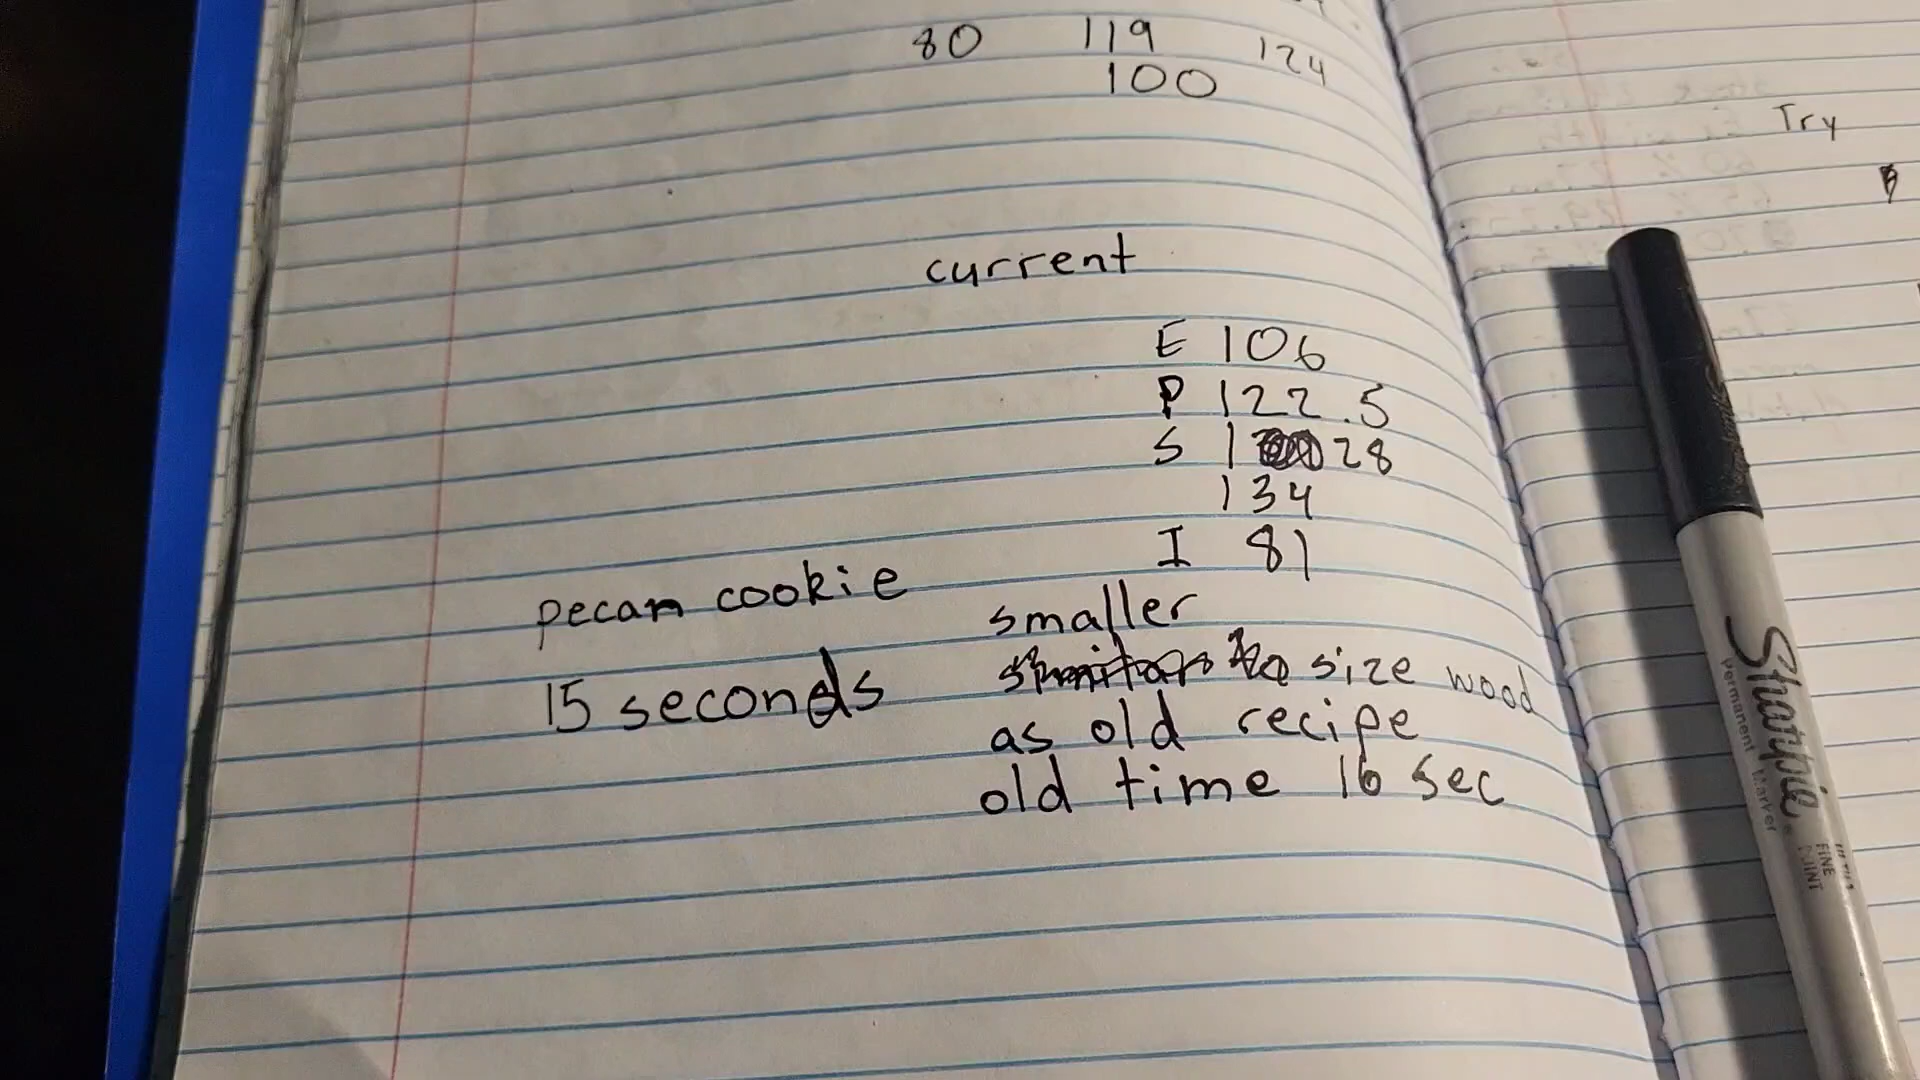 80 119 124
100
current
E 106
P 122.5
S 128
134
I 81
pecan cookie
smaller
15 seconds
size wood
as old recipe
old time 16 sec
Try
Sharpie
Permanent Marker
FINE
POINT